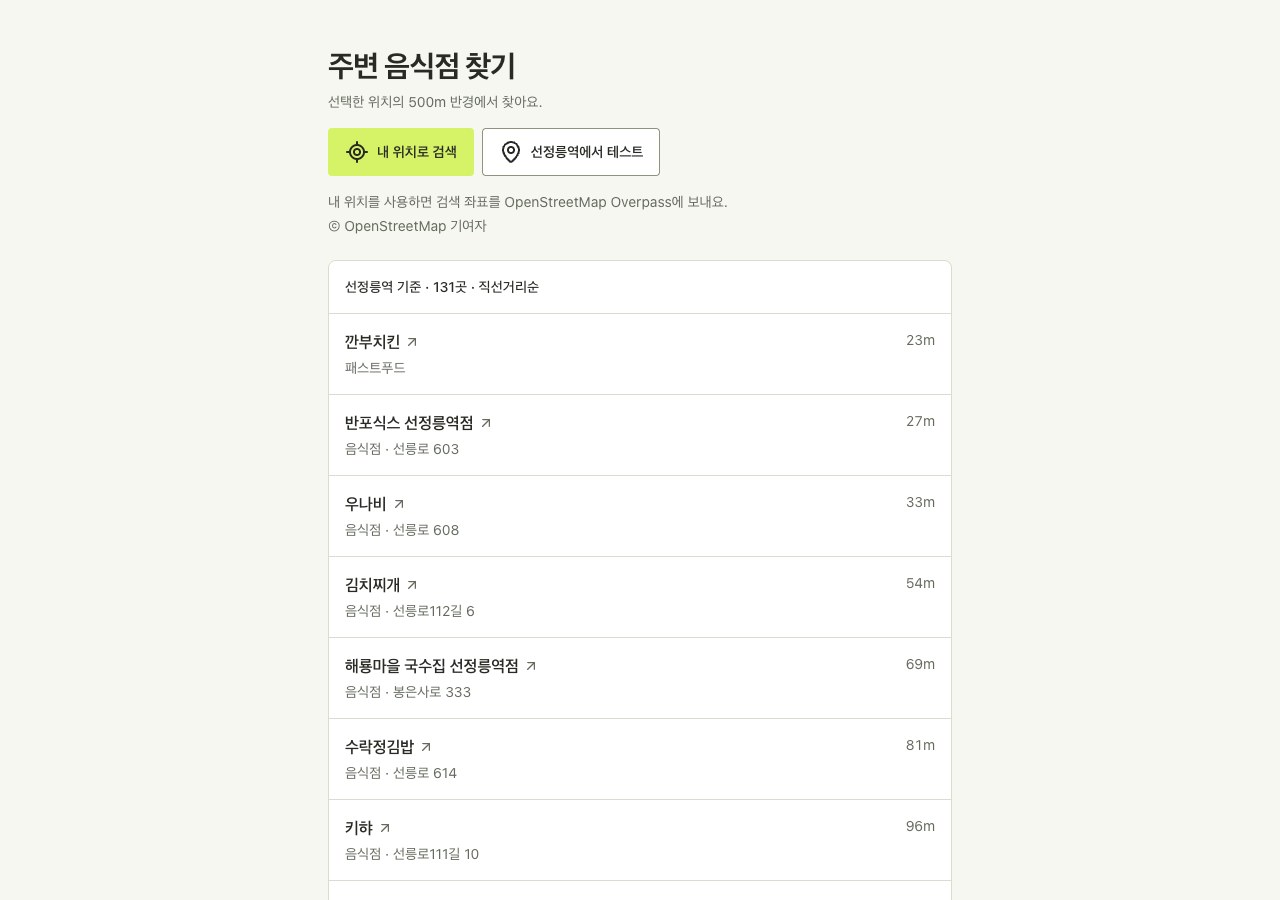 주변 음식점 찾기
선택한 위치의 500m 반경에서 찾아요.
내 위치로 검색
선정릉역에서 테스트
내 위치를 사용하면 검색 좌표를 OpenStreetMap Overpass에 보내요.
© OpenStreetMap 기여자
선정릉역 기준 · 131곳 · 직선거리순
깐부치킨 ↗ 23m
패스트푸드
반포식스 선정릉역점 ↗ 27m
음식점 · 선릉로 603
우나비 ↗ 33m
음식점 · 선릉로 608
김치찌개 ↗ 54m
음식점 · 선릉로112길 6
해룡마을 국수집 선정릉역점 ↗ 69m
음식점 · 봉은사로 333
수락정김밥 ↗ 81m
음식점 · 선릉로 614
키햐 ↗ 96m
음식점 · 선릉로111길 10